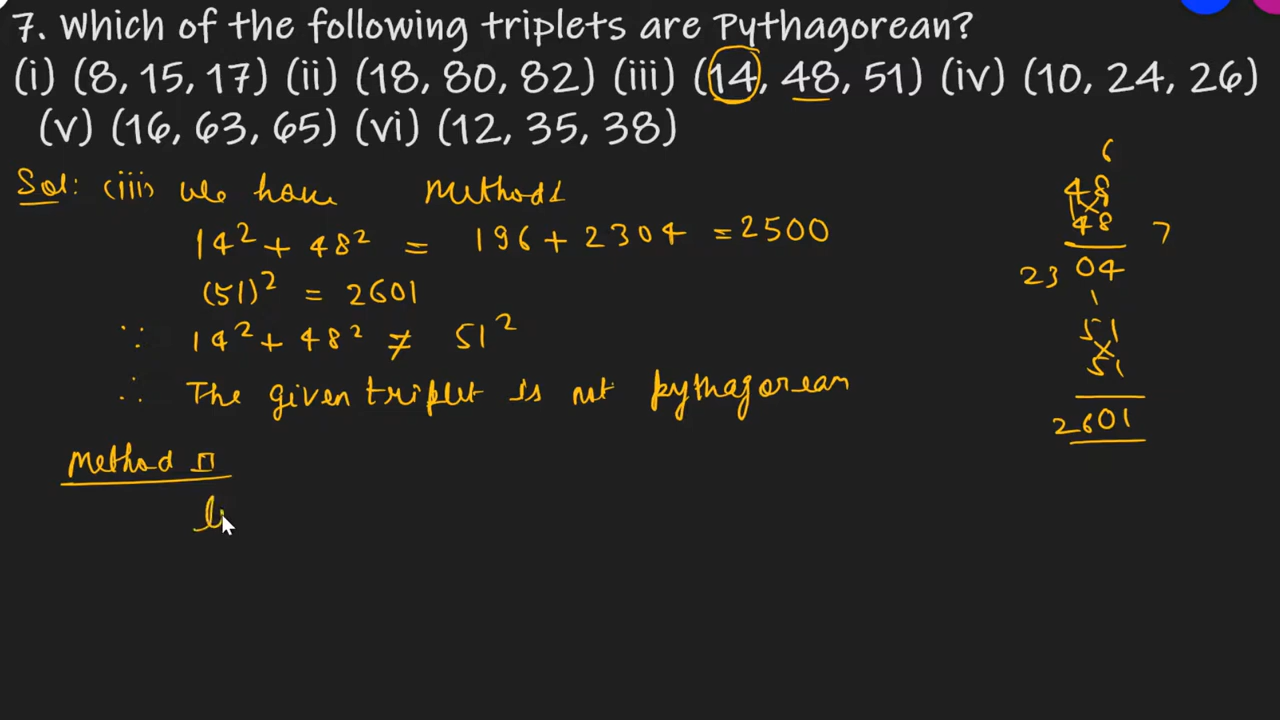 7. Which of the following triplets are Pythagorean?
(i) (8, 15, 17) (ii) (18, 80, 82) (iii) (14, 48, 51) (iv) (10, 24, 26)
(v) (16, 63, 65) (vi) (12, 35, 38)
Sol: (iii) we have Method 1
14² + 48² = 196 + 2304 = 2500
(51)² = 2601
∵ 14² + 48² ≠ 51²
∴ The given triplet is not pythagorean
Method II
6
48
48 7
2304
1
51
51
2601